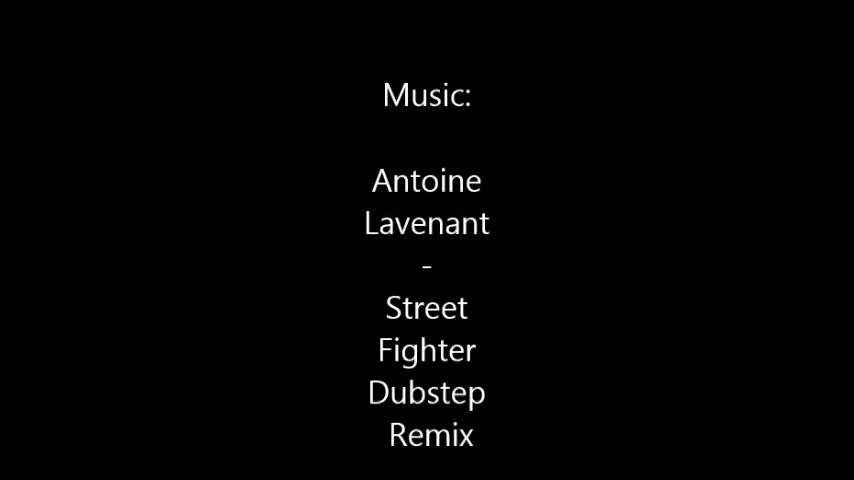 Music:
Antoine
Lavenant
-
Street
Fighter
Dubstep
Remix